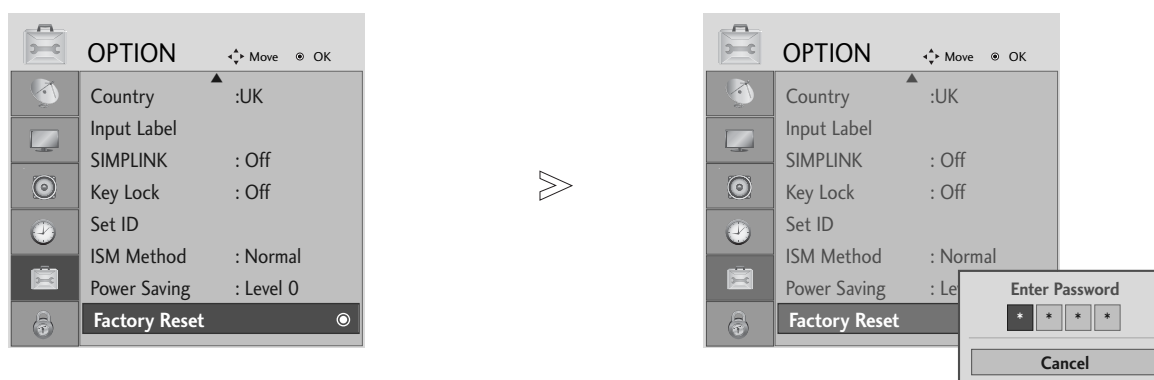 OPTION Move OK
Country :UK
Input Label
SIMPLINK : Off
Key Lock : Off
Set ID
ISM Method : Normal
Power Saving : Level 0
Factory Reset
OPTION Move OK
Country :UK
Input Label
SIMPLINK : Off
Key Lock : Off
Set ID
ISM Method : Normal
Power Saving : Le
Factory Reset
Enter Password
* * * *
Cancel